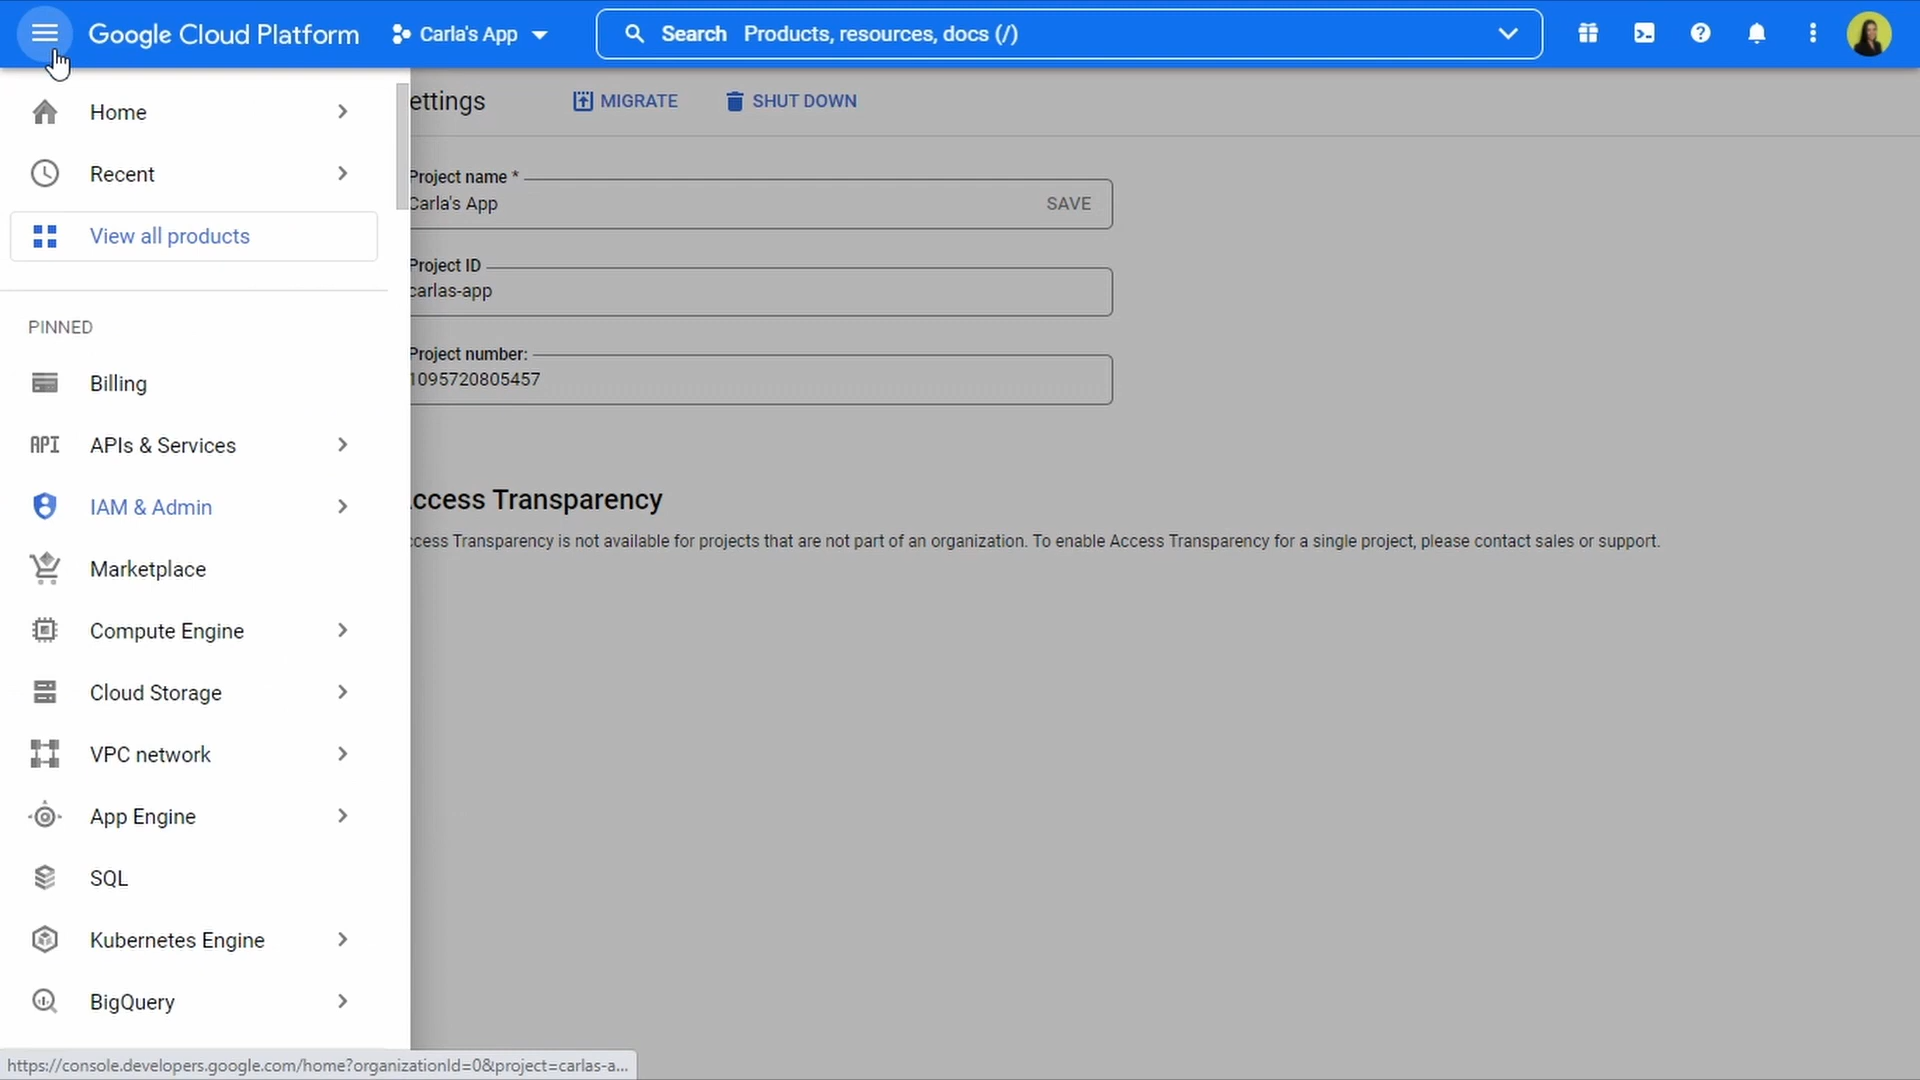 Google Cloud Platform
Carla's App
Search Products, resources, docs (/)
Home
Recent
View all products
PINNED
Billing
API APIs & Services
IAM & Admin
Marketplace
Compute Engine
Cloud Storage
VPC network
App Engine
SQL
Kubernetes Engine
BigQuery
ettings
MIGRATE
SHUT DOWN
Project name *
Carla's App
SAVE
Project ID
carlas-app
Project number:
1095720805457
ccess Transparency
ccess Transparency is not available for projects that are not part of an organization. To enable Access Transparency for a single project, please contact sales or support.
https://console.developers.google.com/home?organizationId=0&project=carlas-a...